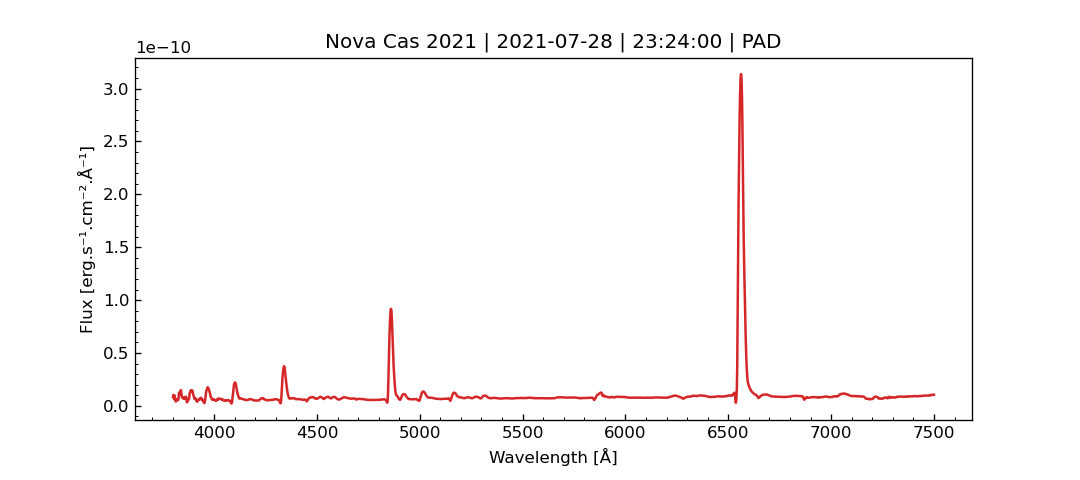 Nova Cas 2021 | 2021-07-28 | 23:24:00 | PAD
1e−10
3.0
2.5
2.0
1.5
1.0
0.5
0.0
Flux [erg.s⁻¹.cm⁻².Å⁻¹]
4000 4500 5000 5500 6000 6500 7000 7500
Wavelength [Å]